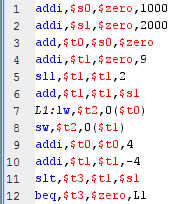 1 addi,$s0,$zero,1000
2 addi,$s1,$zero,2000
3 add,$t0,$s0,$zero
4 addi,$t1,$zero,9
5 sll,$t1,$t1,2
6 add,$t1,$t1,$s1
7 L1:lw,$t2,0($t0)
8 sw,$t2,0($t1)
9 addi,$t0,$t0,4
10 addi,$t1,$t1,-4
11 slt,$t3,$t1,$s1
12 beq,$t3,$zero,L1